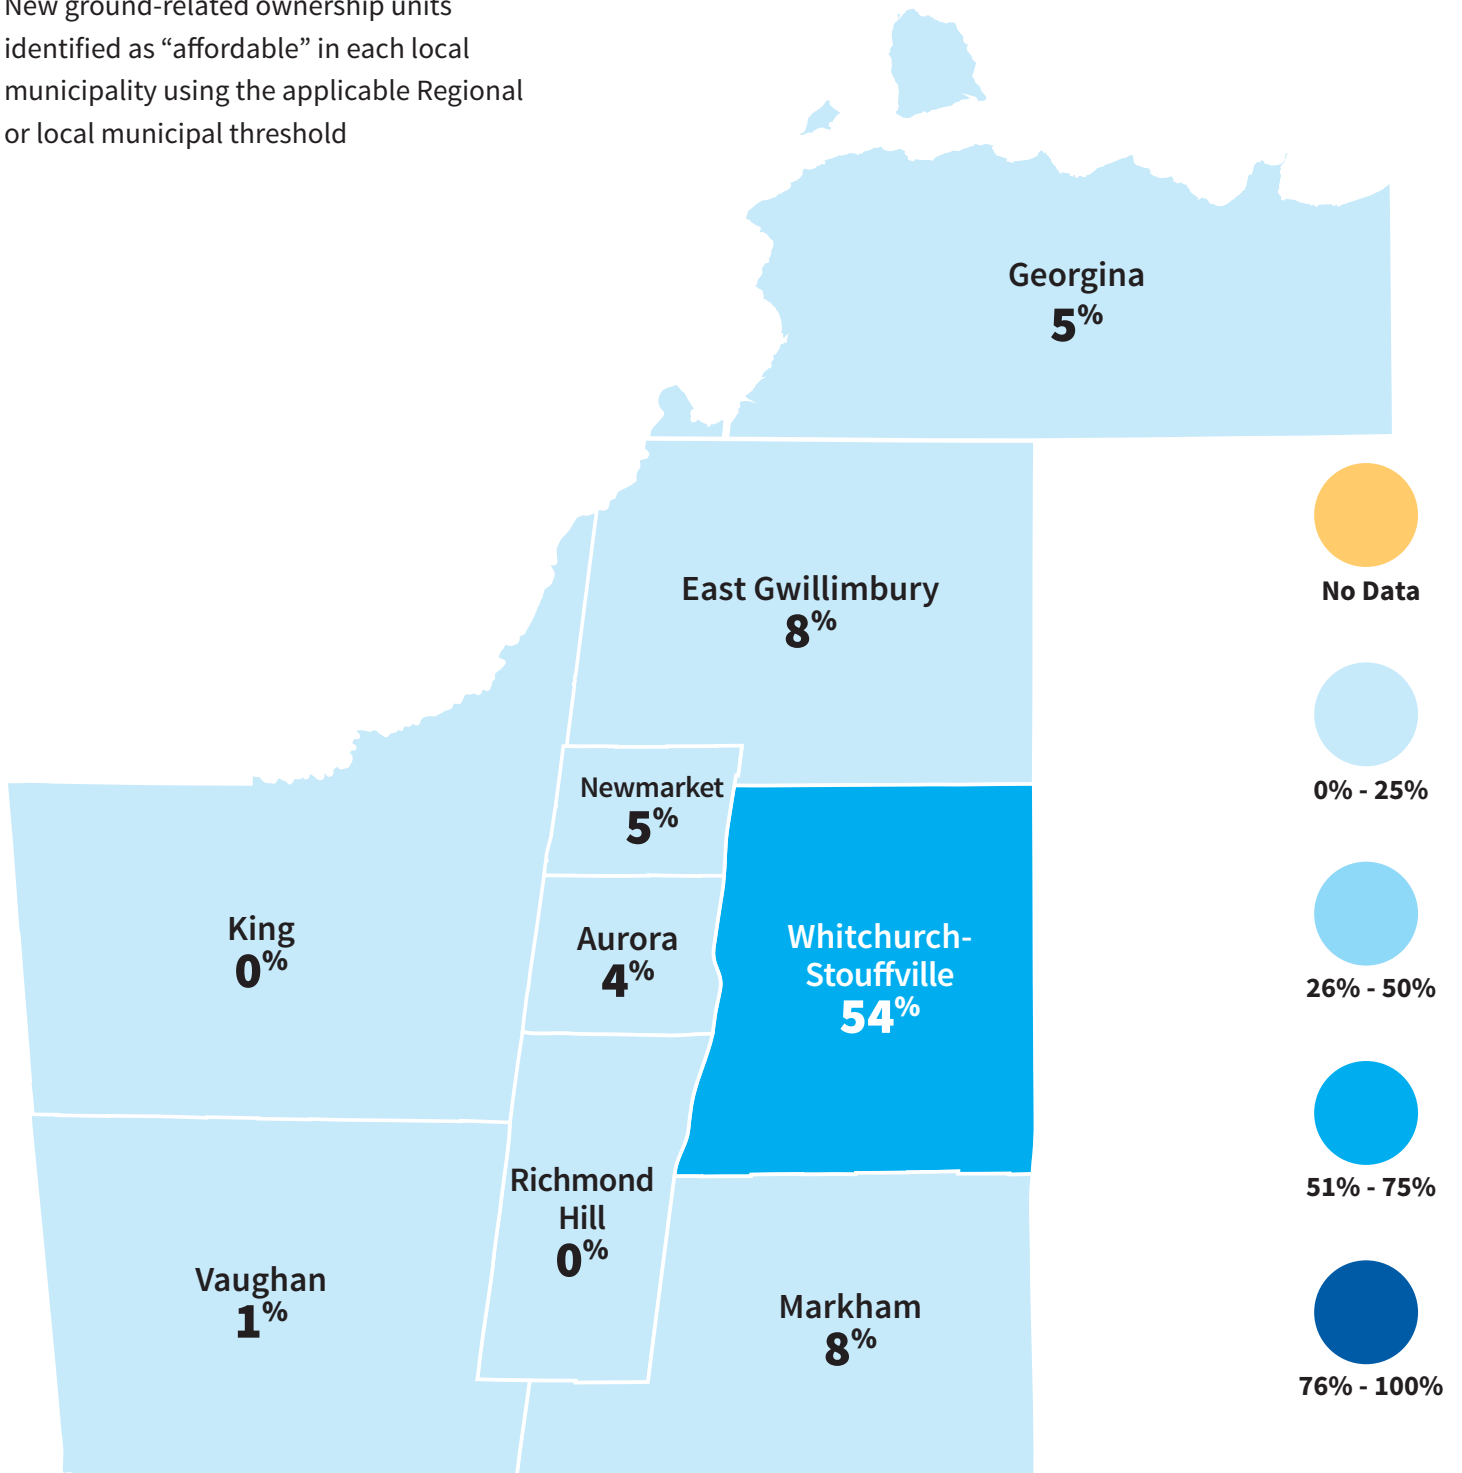 New ground-related ownership units
identified as “affordable” in each local
municipality using the applicable Regional
or local municipal threshold
Georgina
5%
No Data
East Gwillimbury
8%
0% - 25%
Newmarket
5%
King
0%
Aurora
4%
Whitchurch-
Stouffville
54%
26% - 50%
51% - 75%
Richmond
Hill
0%
Vaughan
1%
Markham
8%
76% - 100%